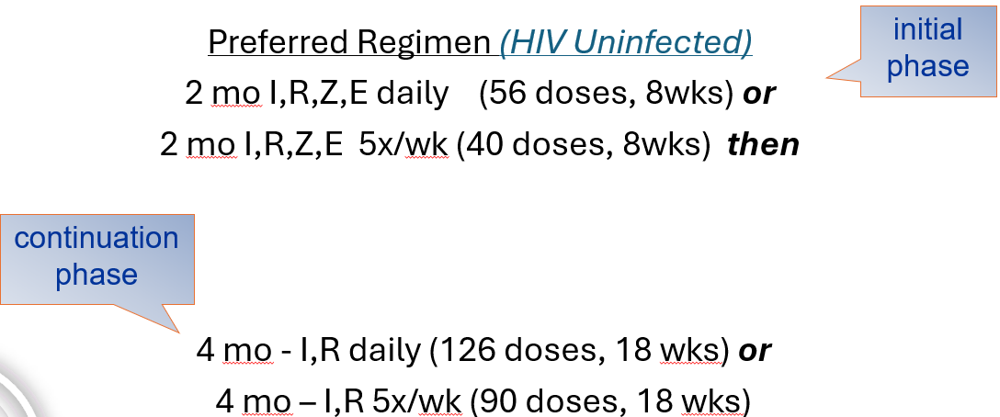 Preferred Regimen (HIV Uninfected)
initial
phase
2 mo I,R,Z,E daily (56 doses, 8wks) or
2 mo I,R,Z,E 5x/wk (40 doses, 8wks) then
continuation
phase
4 mo - I,R daily (126 doses, 18 wks) or
4 mo – I,R 5x/wk (90 doses, 18 wks)